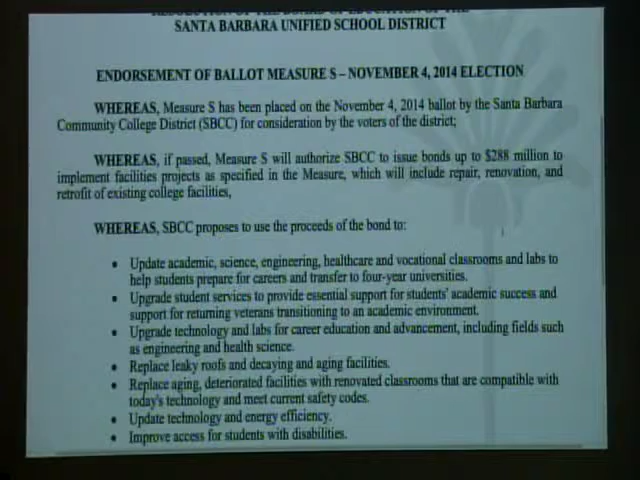 RESOLUTION OF THE BOARD OF EDUCATION OF THE
SANTA BARBARA UNIFIED SCHOOL DISTRICT
ENDORSEMENT OF BALLOT MEASURE S – NOVEMBER 4, 2014 ELECTION
WHEREAS, Measure S has been placed on the November 4, 2014 ballot by the Santa Barbara
Community College District (SBCC) for consideration by the voters of the district;
WHEREAS, if passed, Measure S will authorize SBCC to issue bonds up to $288 million to
implement facilities projects as specified in the Measure, which will include repair, renovation, and
retrofit of existing college facilities,
WHEREAS, SBCC proposes to use the proceeds of the bond to:
• Update academic, science, engineering, healthcare and vocational classrooms and labs to
help students prepare for careers and transfer to four-year universities.
• Upgrade student services to provide essential support for students' academic success and
support for returning veterans transitioning to an academic environment.
• Upgrade technology and labs for career education and advancement, including fields such
as engineering and health science.
• Replace leaky roofs and decaying and aging facilities.
• Replace aging, deteriorated facilities with renovated classrooms that are compatible with
today's technology and meet current safety codes.
• Update technology and energy efficiency.
• Improve access for students with disabilities.